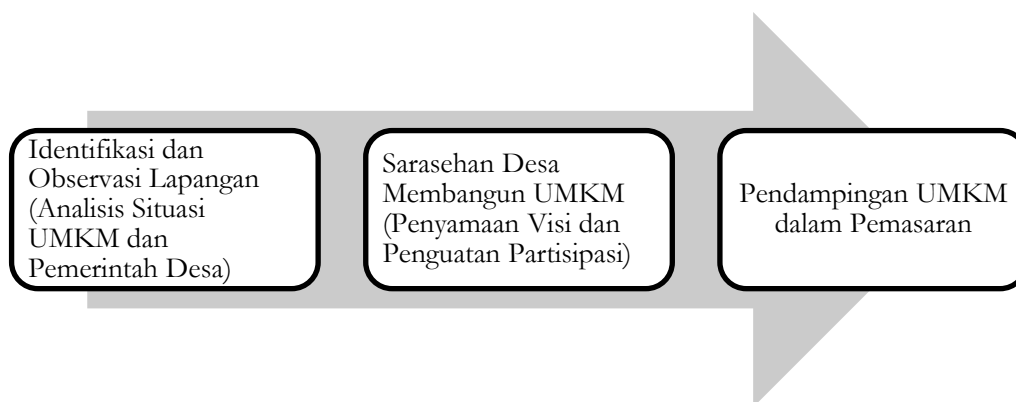 Identifikasi dan
Observasi Lapangan
(Analisis Situasi
UMKM dan
Pemerintah Desa)
Sarasehan Desa
Membangun UMKM
(Penyamaan Visi dan
Penguatan Partisipasi)
Pendampingan UMKM
dalam Pemasaran